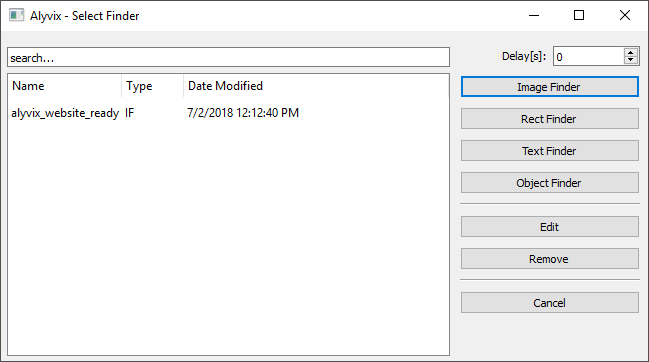 Alyvix - Select Finder
search...
Delay[s]: 0
Name Type Date Modified
alyvix_website_ready IF 7/2/2018 12:12:40 PM
Image Finder
Rect Finder
Text Finder
Object Finder
Edit
Remove
Cancel